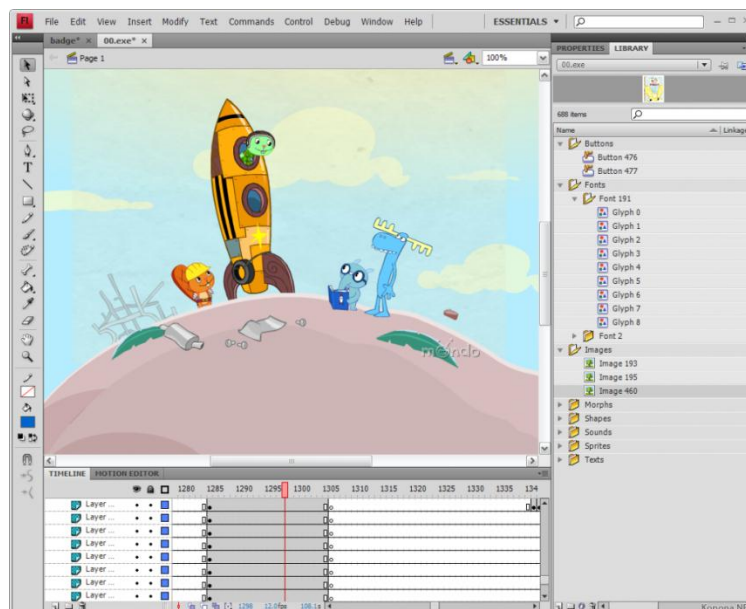 Fl File Edit View Insert Modify Text Commands Control Debug Window Help ESSENTIALS
badge* × 00.exe* ×
Page 1 100%
PROPERTIES LIBRARY
00.exe
688 items
Name Linkage
Buttons
Button 476
Button 477
Fonts
Font 191
Glyph 0
Glyph 1
Glyph 2
Glyph 3
Glyph 4
Glyph 5
Glyph 6
Glyph 7
Glyph 8
Font 2
Images
Image 193
Image 195
Image 460
Morphs
Shapes
Sounds
Sprites
Texts
TIMELINE MOTION EDITOR
1280 1285 1290 1295 1300 1305 1310 1315 1320 1325 1330 1335 134
Layer ...
Layer ...
Layer ...
Layer ...
Layer ...
Layer ...
Layer ...
1298 12.0fps 108.1s